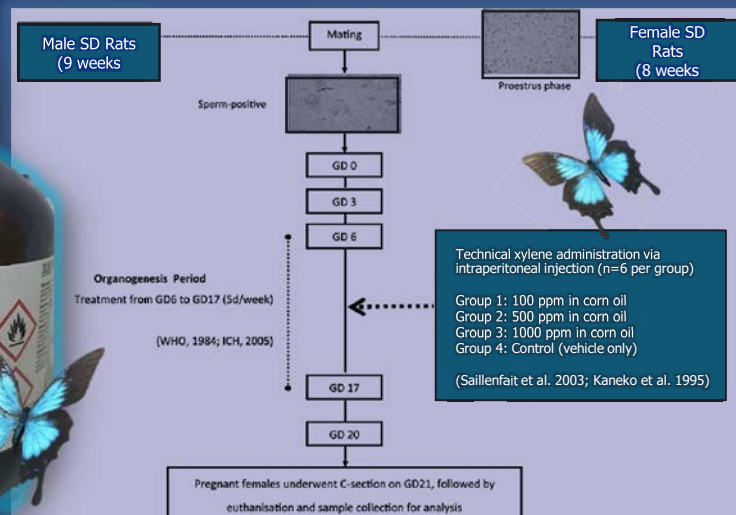 Male SD Rats
(9 weeks
Mating
Female SD
Rats
(8 weeks
Proestrus phase
Sperm-positive
GD 0
GD 3
GD 6
Organogenesis Period
Treatment from GD6 to GD17 (5d/week)
(WHO, 1984; ICH, 2005)
Technical xylene administration via
intraperitoneal injection (n=6 per group)
Group 1: 100 ppm in corn oil
Group 2: 500 ppm in corn oil
Group 3: 1000 ppm in corn oil
Group 4: Control (vehicle only)
(Saillenfait et al. 2003; Kaneko et al. 1995)
GD 17
GD 20
Pregnant females underwent C-section on GD21, followed by
euthanisation and sample collection for analysis